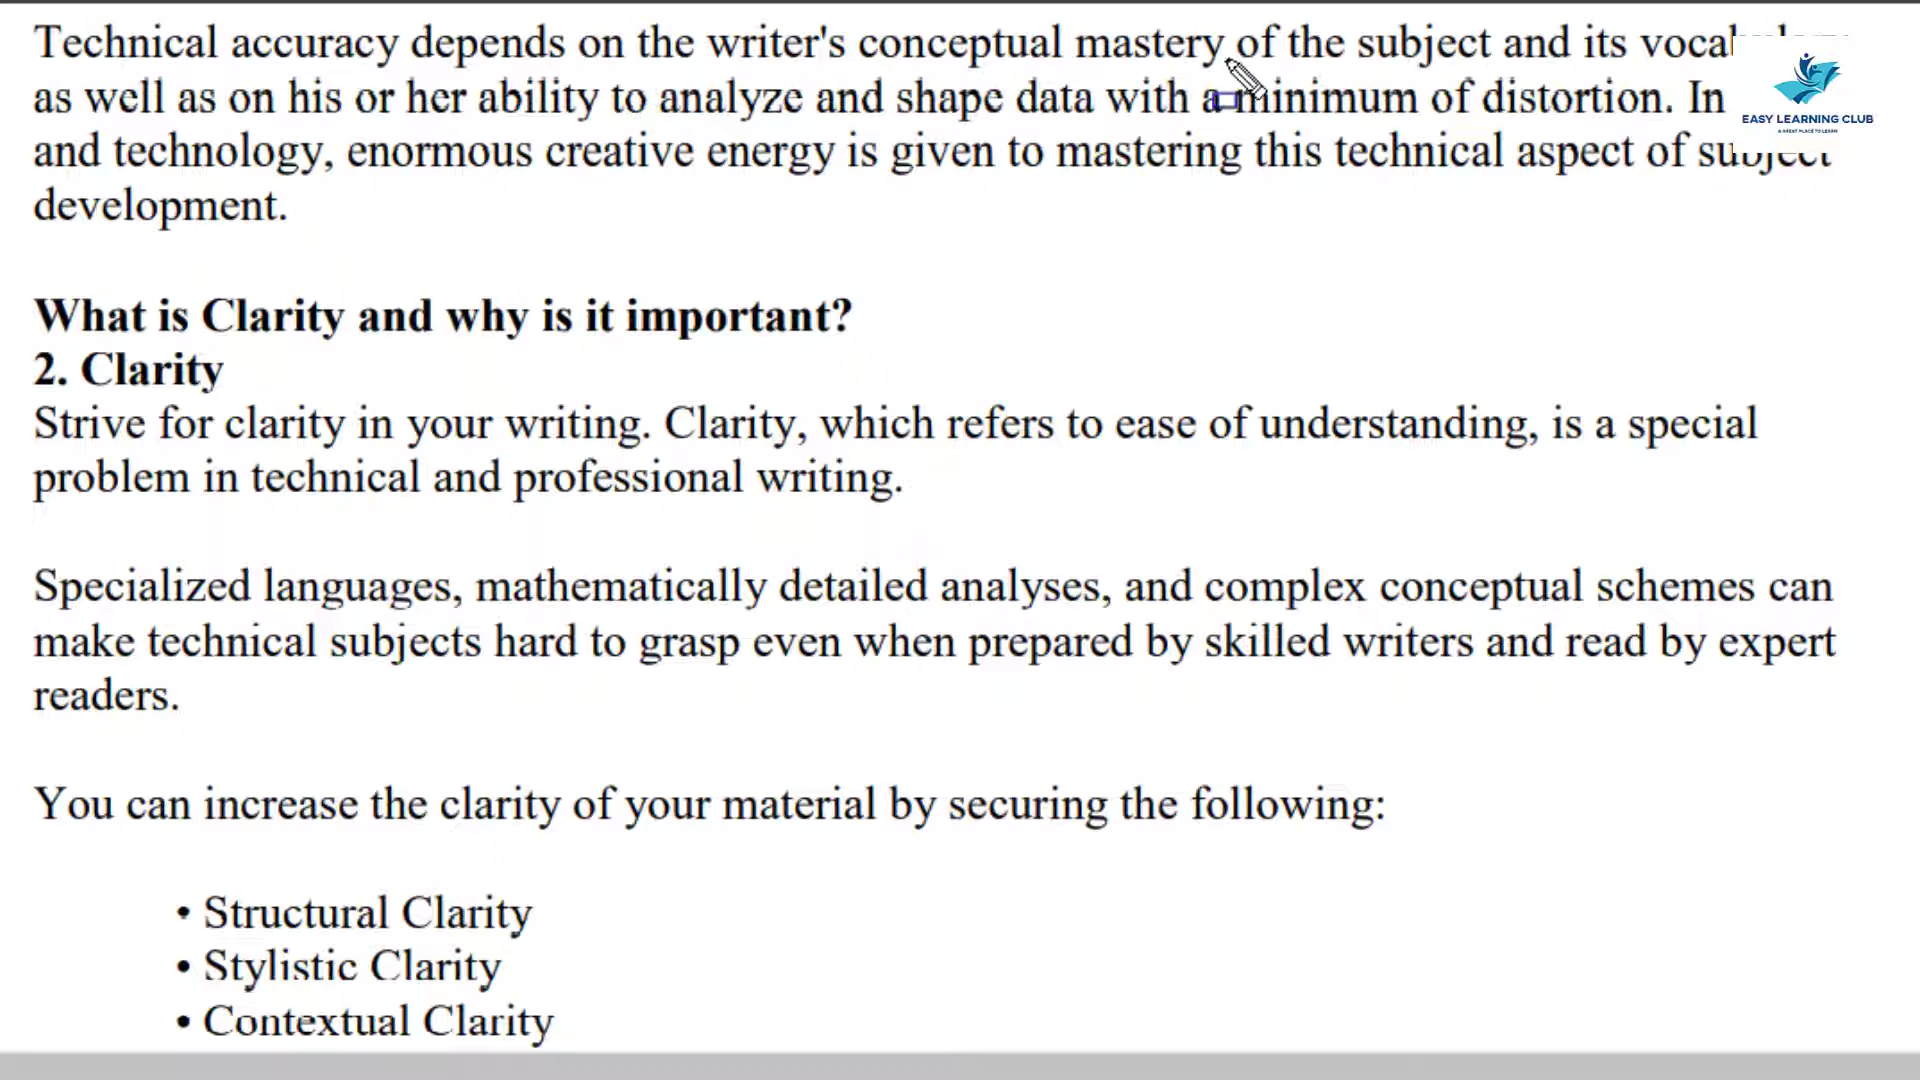 Technical accuracy depends on the writer's conceptual mastery of the subject and its
as well as on his or her ability to analyze and shape data with a minimum of distortion. In
and technology, enormous creative energy is given to mastering this technical aspect of subject
development.
What is Clarity and why is it important?
2. Clarity
Strive for clarity in your writing. Clarity, which refers to ease of understanding, is a special
problem in technical and professional writing.
Specialized languages, mathematically detailed analyses, and complex conceptual schemes can
make technical subjects hard to grasp even when prepared by skilled writers and read by expert
readers.
You can increase the clarity of your material by securing the following:
• Structural Clarity
• Stylistic Clarity
• Contextual Clarity
EASY LEARNING CLUB
A GREAT PLACE TO LEARN